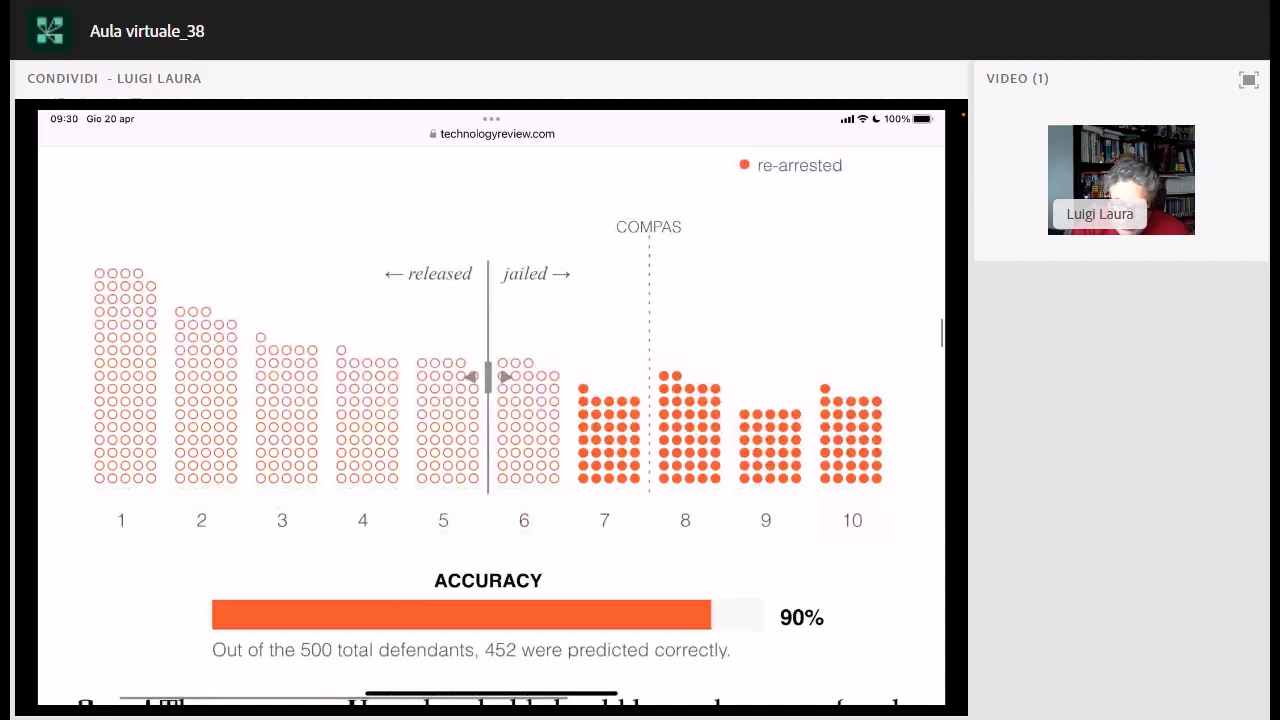 Aula virtuale_38
CONDIVIDI - LUIGI LAURA
VIDEO (1)
09:30 Gio 20 apr
100%
technologyreview.com
re-arrested
COMPAS
← released
jailed →
1 2 3 4 5 6 7 8 9 10
ACCURACY
90%
Out of the 500 total defendants, 452 were predicted correctly.
Luigi Laura